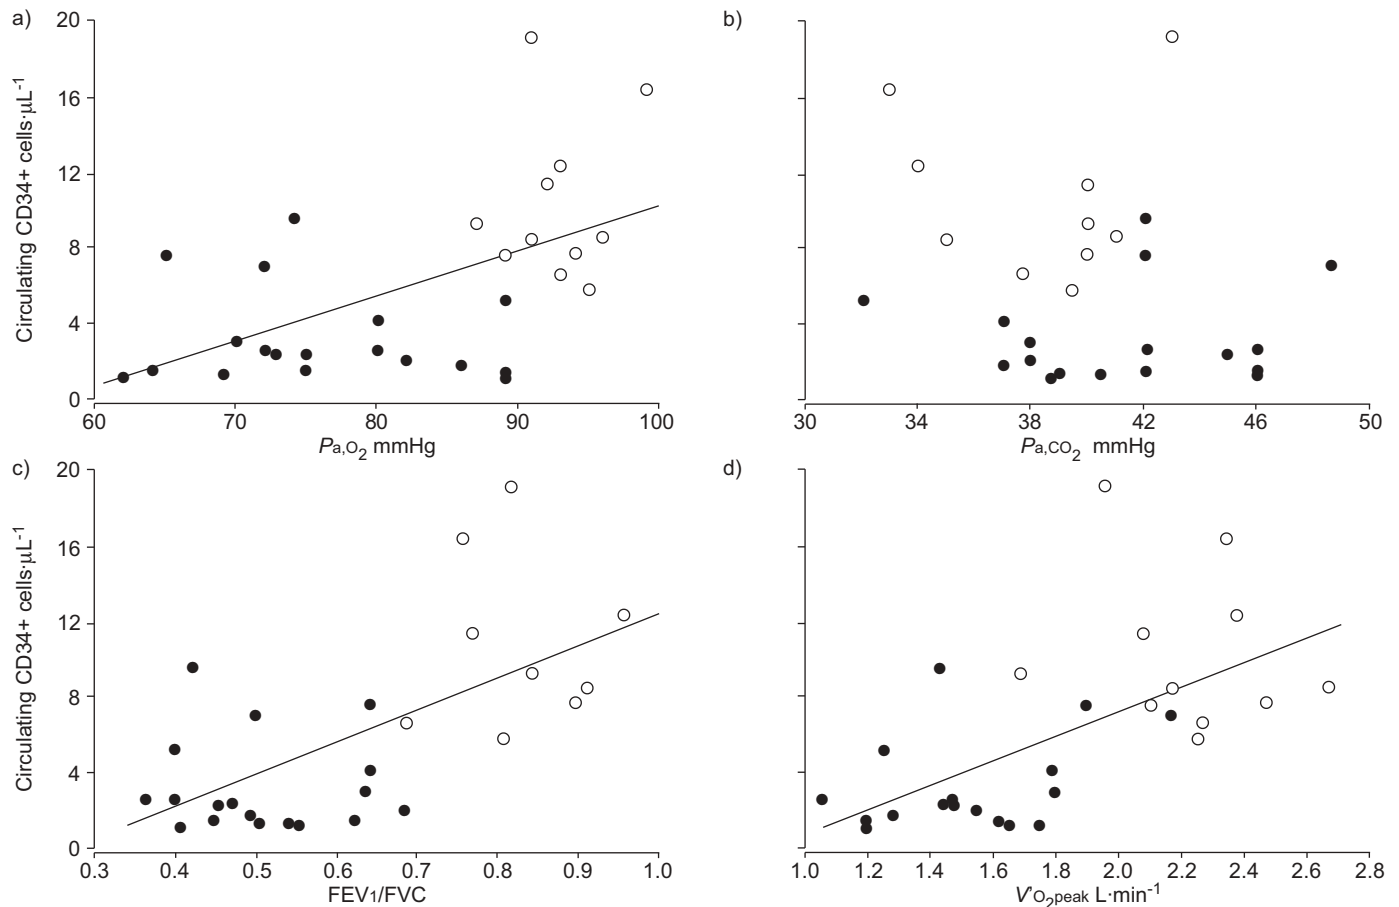 a)
20
16
12
8
4
0
Circulating CD34+ cells·μL-1
60 70 80 90 100
Pa,O2 mmHg
b)
30 34 38 42 46 50
Pa,CO2 mmHg
c)
20
16
12
8
4
0
Circulating CD34+ cells·μL-1
0.3 0.4 0.5 0.6 0.7 0.8 0.9 1.0
FEV1/FVC
d)
1.0 1.2 1.4 1.6 1.8 2.0 2.2 2.4 2.6 2.8
V'O2peak L·min-1